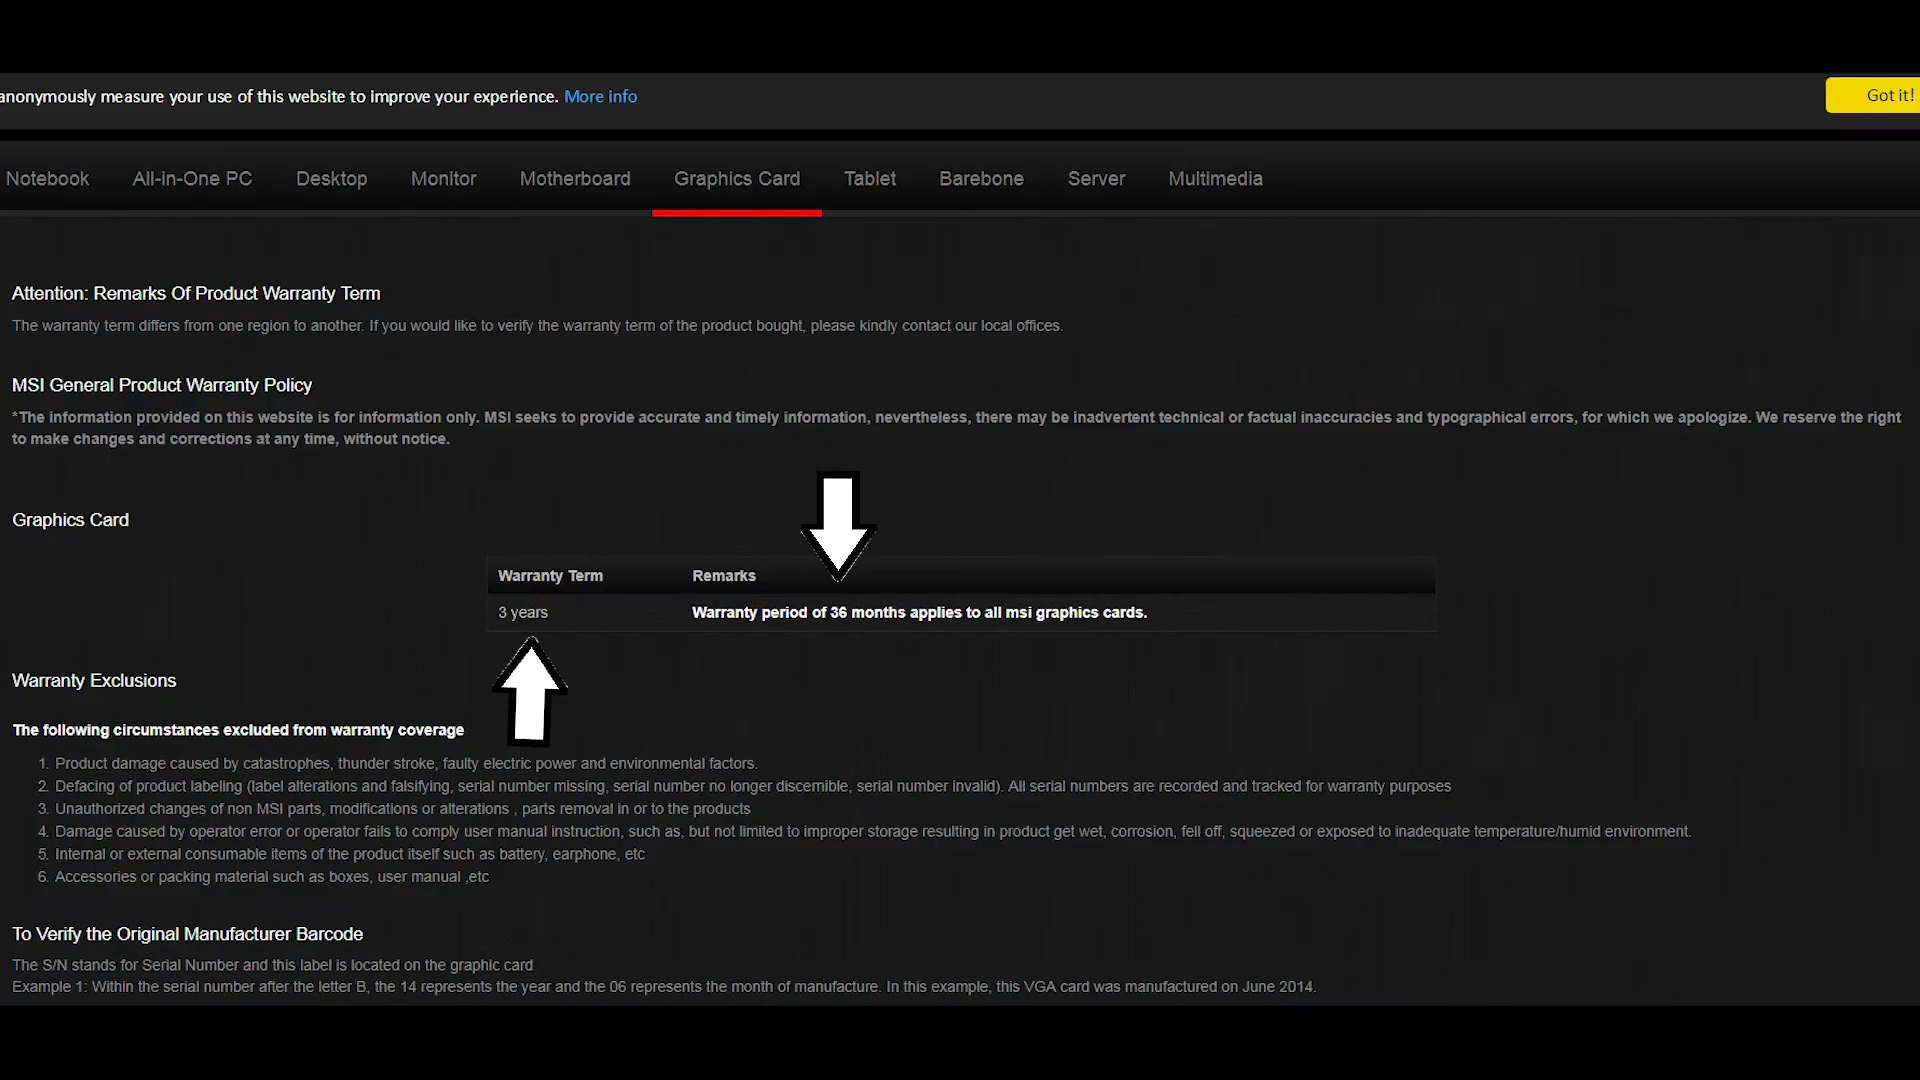 anonymously measure your use of this website to improve your experience. More info
Got it!
Notebook All-in-One PC Desktop Monitor Motherboard Graphics Card Tablet Barebone Server Multimedia
Attention: Remarks Of Product Warranty Term
The warranty term differs from one region to another. If you would like to verify the warranty term of the product bought, please kindly contact our local offices.
MSI General Product Warranty Policy
*The information provided on this website is for information only. MSI seeks to provide accurate and timely information, nevertheless, there may be inadvertent technical or factual inaccuracies and typographical errors, for which we apologize. We reserve the right
to make changes and corrections at any time, without notice.
Graphics Card
Warranty Term Remarks
3 years Warranty period of 36 months applies to all msi graphics cards.
Warranty Exclusions
The following circumstances excluded from warranty coverage
1. Product damage caused by catastrophes, thunder stroke, faulty electric power and environmental factors.
2. Defacing of product labeling (label alterations and falsifying, serial number missing, serial number no longer discernible, serial number invalid). All serial numbers are recorded and tracked for warranty purposes
3. Unauthorized changes of non MSI parts, modifications or alterations , parts removal in or to the products
4. Damage caused by operator error or operator fails to comply user manual instruction, such as, but not limited to improper storage resulting in product get wet, corrosion, fell off, squeezed or exposed to inadequate temperature/humid environment.
5. Internal or external consumable items of the product itself such as battery, earphone, etc
6. Accessories or packing material such as boxes, user manual ,etc
To Verify the Original Manufacturer Barcode
The S/N stands for Serial Number and this label is located on the graphic card
Example 1: Within the serial number after the letter B, the 14 represents the year and the 06 represents the month of manufacture. In this example, this VGA card was manufactured on June 2014.